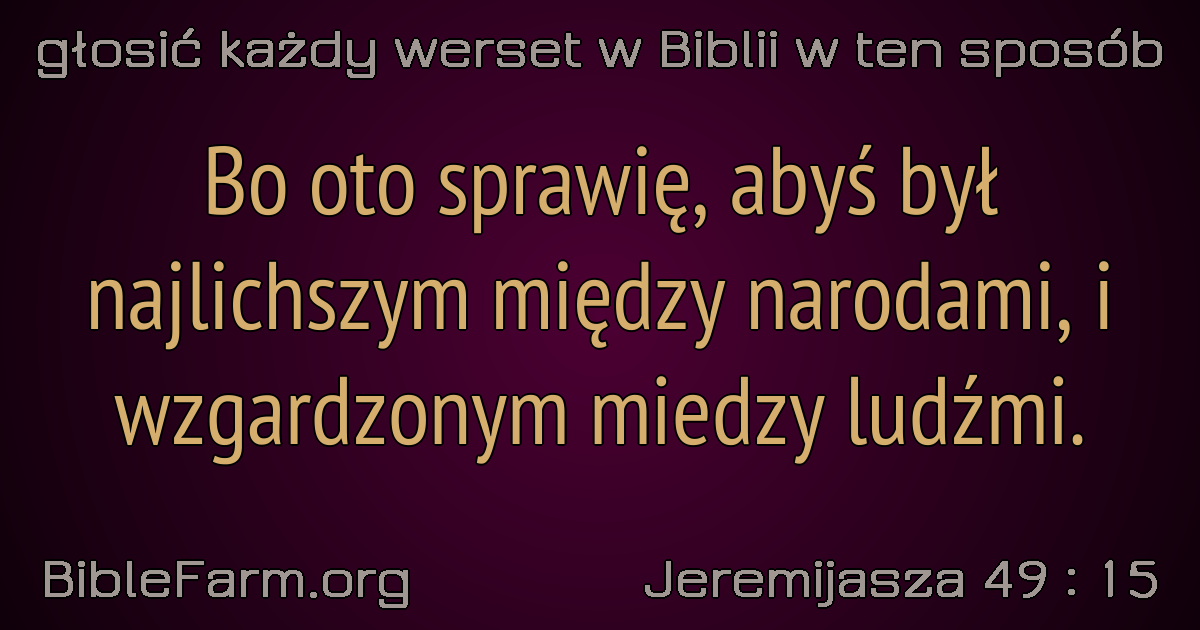 głosić każdy werset w Biblii w ten sposób
Bo oto sprawię, abyś był
najlichszym między narodami, i
wzgardzonym miedzy ludźmi.
BibleFarm.org
Jeremijasza 49 : 15